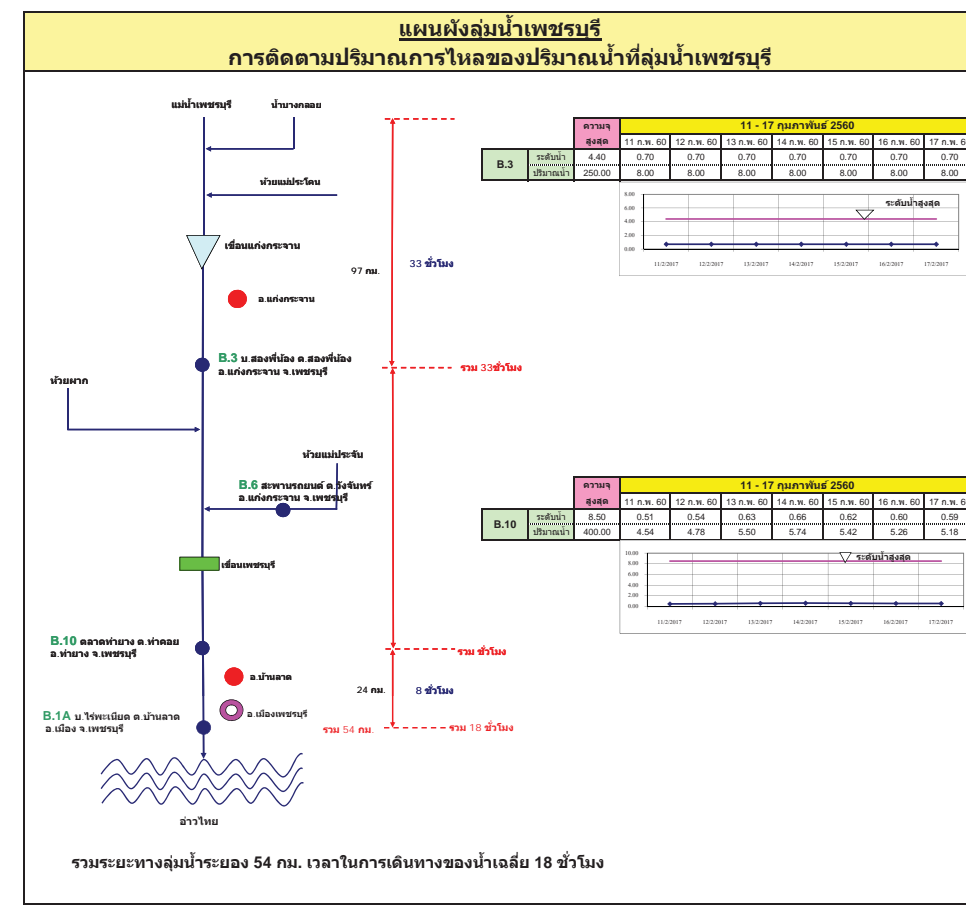 แผนผังลุ่มน้ำเพชรบุรี
การติดตามปริมาณการไหลของปริมาณน้ำที่ลุ่มน้ำเพชรบุรี
แม่น้ำเพชรบุรี
น้ำบางกลอย
ห้วยแม่ประโดน
เขื่อนแก่งกระจาน
97 กม.
33 ชั่วโมง
อ.แก่งกระจาน
B.3 บ.สองพี่น้อง ต.สองพี่น้อง
อ.แก่งกระจาน จ.เพชรบุรี
รวม 33ชั่วโมง
ห้วยผาก
ห้วยแม่ประจัน
B.6 สะพานรถยนต์ ต.วังจันทร์
อ.แก่งกระจาน จ.เพชรบุรี
เขื่อนเพชรบุรี
B.10 ตลาดท่ายาง ต.ท่าคอย
อ.ท่ายาง จ.เพชรบุรี
รวม ชั่วโมง
อ.บ้านลาด
24 กม.
8 ชั่วโมง
อ.เมืองเพชรบุรี
B.1A บ.ไร่พะเนียด ต.บ้านลาด
อ.เมือง จ.เพชรบุรี
รวม 54 กม.
รวม 18 ชั่วโมง
อ่าวไทย
รวมระยะทางลุ่มน้ำระยอง 54 กม. เวลาในการเดินทางของน้ำเฉลี่ย 18 ชั่วโมง
ความจุ 11 - 17 กุมภาพันธ์ 2560
สูงสุด 11 ก.พ. 60 12 ก.พ. 60 13 ก.พ. 60 14 ก.พ. 60 15 ก.พ. 60 16 ก.พ. 60 17 ก.พ. 6
B.3
ระดับน้ำ 4.40 0.70 0.70 0.70 0.70 0.70 0.70 0.70
ปริมาณน้ำ 250.00 8.00 8.00 8.00 8.00 8.00 8.00 8.00
8.00
6.00
4.00
2.00
0.00
ระดับน้ำสูงสุด
11/2/2017 12/2/2017 13/2/2017 14/2/2017 15/2/2017 16/2/2017 17/2/2017
ความจุ 11 - 17 กุมภาพันธ์ 2560
สูงสุด 11 ก.พ. 60 12 ก.พ. 60 13 ก.พ. 60 14 ก.พ. 60 15 ก.พ. 60 16 ก.พ. 60 17 ก.พ. 6
B.10
ระดับน้ำ 8.50 0.51 0.54 0.63 0.66 0.62 0.60 0.59
ปริมาณน้ำ 400.00 4.54 4.78 5.50 5.74 5.42 5.26 5.18
10.00
8.00
6.00
4.00
2.00
0.00
ระดับน้ำสูงสุด
11/2/2017 12/2/2017 13/2/2017 14/2/2017 15/2/2017 16/2/2017 17/2/2017